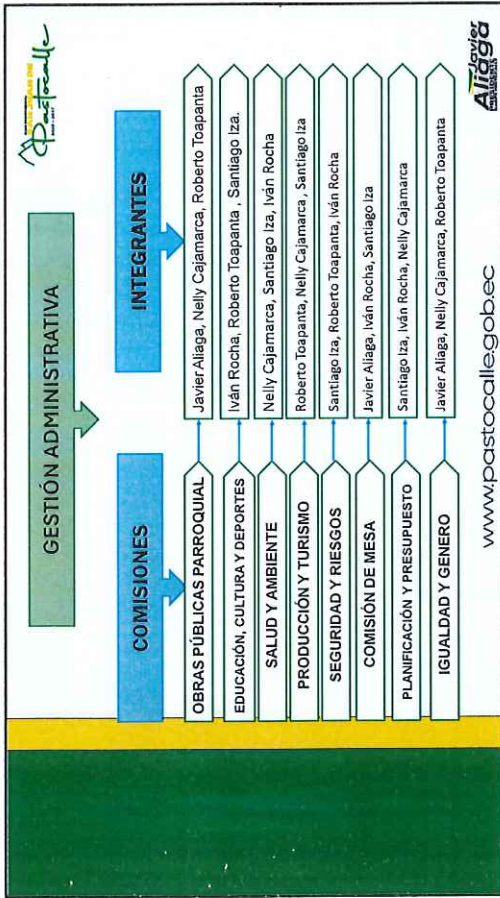 SAN JUAN DE
Pastocalle
GESTIÓN ADMINISTRATIVA
COMISIONES
INTEGRANTES
OBRAS PÚBLICAS PARROQUIAL
Javier Aliaga, Nelly Cajamarca, Roberto Toapanta
EDUCACIÓN, CULTURA Y DEPORTES
Iván Rocha, Roberto Toapanta , Santiago Iza.
SALUD Y AMBIENTE
Nelly Cajamarca, Santiago Iza, Iván Rocha
PRODUCCIÓN Y TURISMO
Roberto Toapanta, Nelly Cajamarca , Santiago Iza
SEGURIDAD Y RIESGOS
Santiago Iza, Roberto Toapanta, Iván Rocha
COMISIÓN DE MESA
Javier Aliaga, Iván Rocha, Santiago Iza
PLANIFICACIÓN Y PRESUPUESTO
Santiago Iza, Iván Rocha, Nelly Cajamarca
IGUALDAD Y GENERO
Javier Aliaga, Nelly Cajamarca, Roberto Toapanta
www.pastocalle.gob.ec
Javier
Aliaga
PRESIDENTE